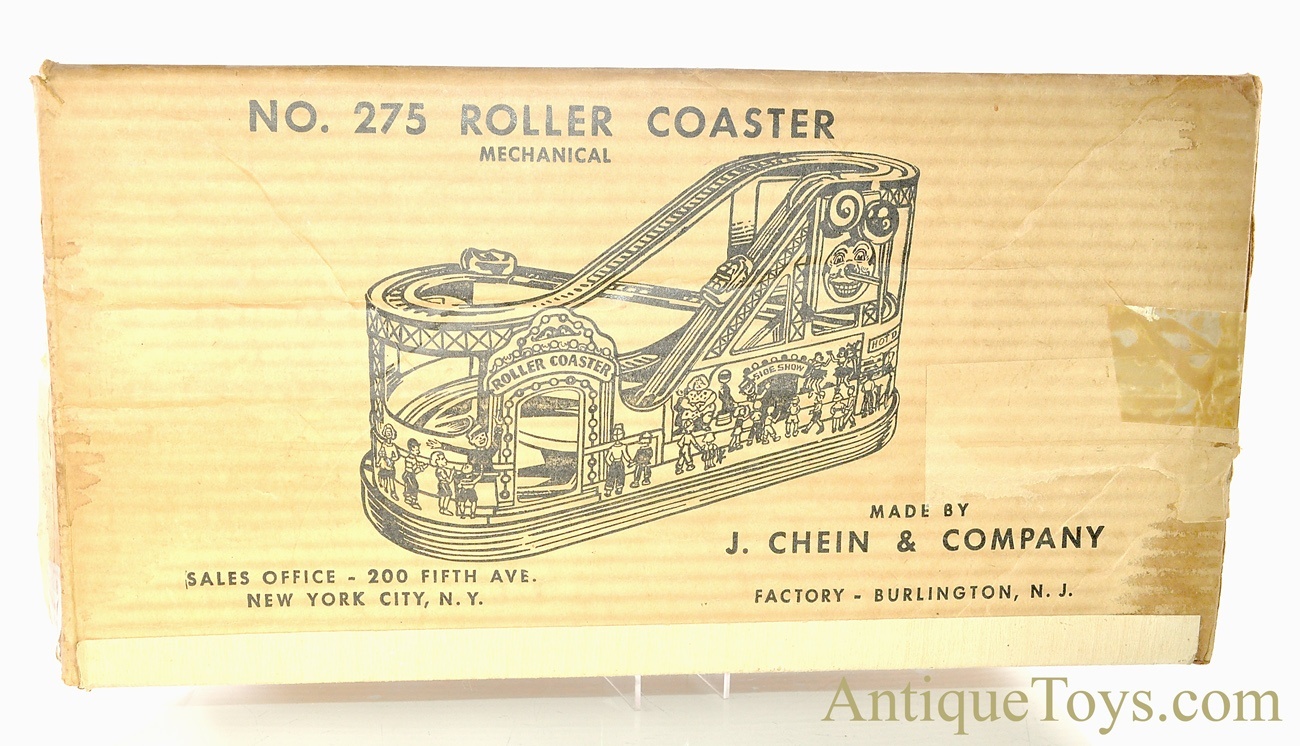 NO. 275 ROLLER COASTER
MECHANICAL
ROLLER COASTER
SIDE SHOW
HOT D
MADE BY
J. CHEIN & COMPANY
SALES OFFICE - 200 FIFTH AVE.
NEW YORK CITY, N. Y.
FACTORY - BURLINGTON, N. J.
AntiqueToys.com